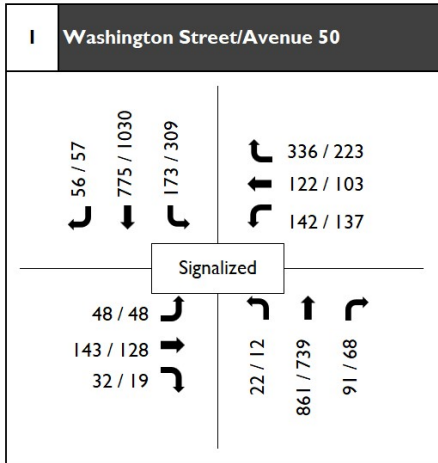 1 Washington Street/Avenue 50
56 / 57
775 / 1030
173 / 309
336 / 223
122 / 103
142 / 137
Signalized
48 / 48
143 / 128
32 / 19
22 / 12
861 / 739
91 / 68